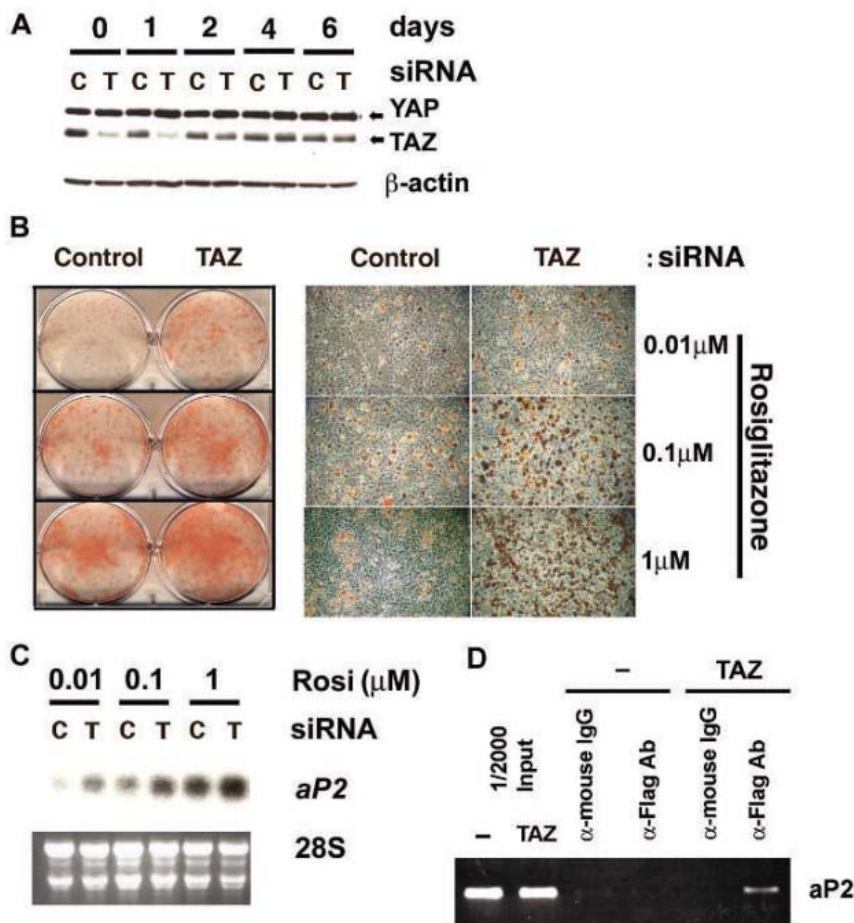 A
0 1 2 4 6 days
C T C T C T C T C T siRNA
YAP
TAZ
β-actin
B
Control TAZ Control TAZ : siRNA
0.01μM
0.1μM
1μM
Rosiglitazone
C
0.01 0.1 1 Rosi (μM)
C T C T C T siRNA
aP2
28S
D
– TAZ
1/2000 Input
α-mouse IgG
α-Flag Ab
α-mouse IgG
α-Flag Ab
– TAZ
aP2